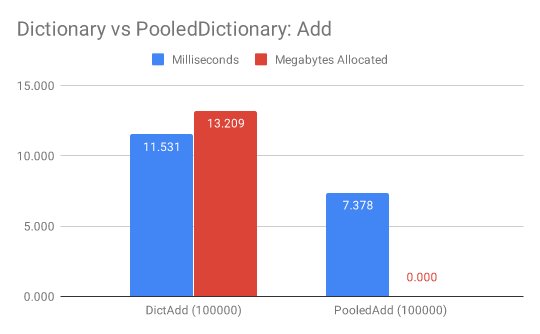 Dictionary vs PooledDictionary: Add
Milliseconds Megabytes Allocated
15.000
10.000
5.000
0.000
11.531
13.209
7.378
0.000
DictAdd (100000) PooledAdd (100000)